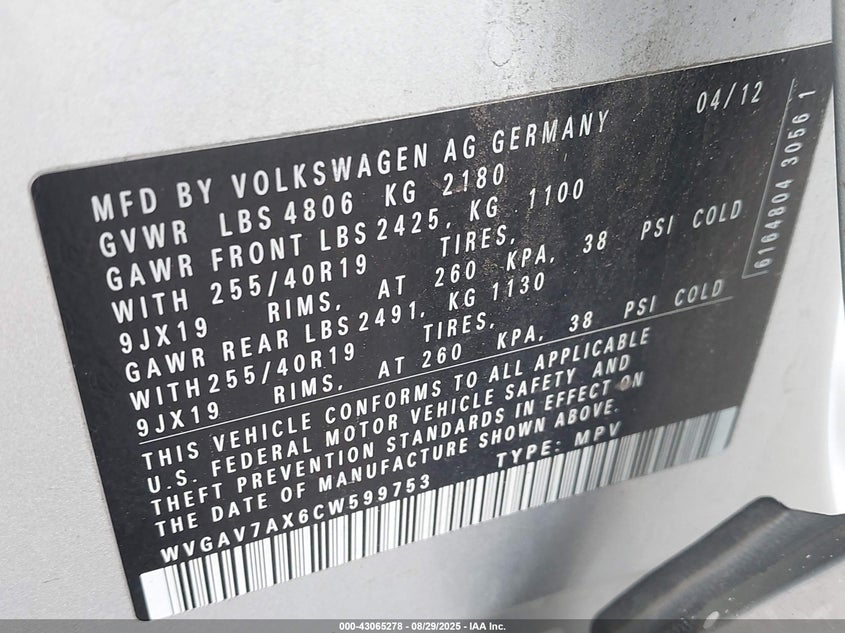 04/12
MFD BY VOLKSWAGEN AG GERMANY
GVWR LBS 4806 KG 2180
GAWR FRONT LBS 2425, KG 1100
WITH 255/40R19 TIRES,
9JX19 RIMS, AT 260 KPA, 38 PSI COLD
GAWR REAR LBS 2491, KG 1130
WITH 255/40R19 TIRES,
9JX19 RIMS, AT 260 KPA, 38 PSI COLD
THIS VEHICLE CONFORMS TO ALL APPLICABLE
U.S. FEDERAL MOTOR VEHICLE SAFETY AND
THEFT PREVENTION STANDARDS IN EFFECT ON
THE DATE OF MANUFACTURE SHOWN ABOVE.
WVGAV7AX6CW599753 TYPE: MPV
6164804 3056 1
000-43065278 - 08/29/2025 - IAA Inc.